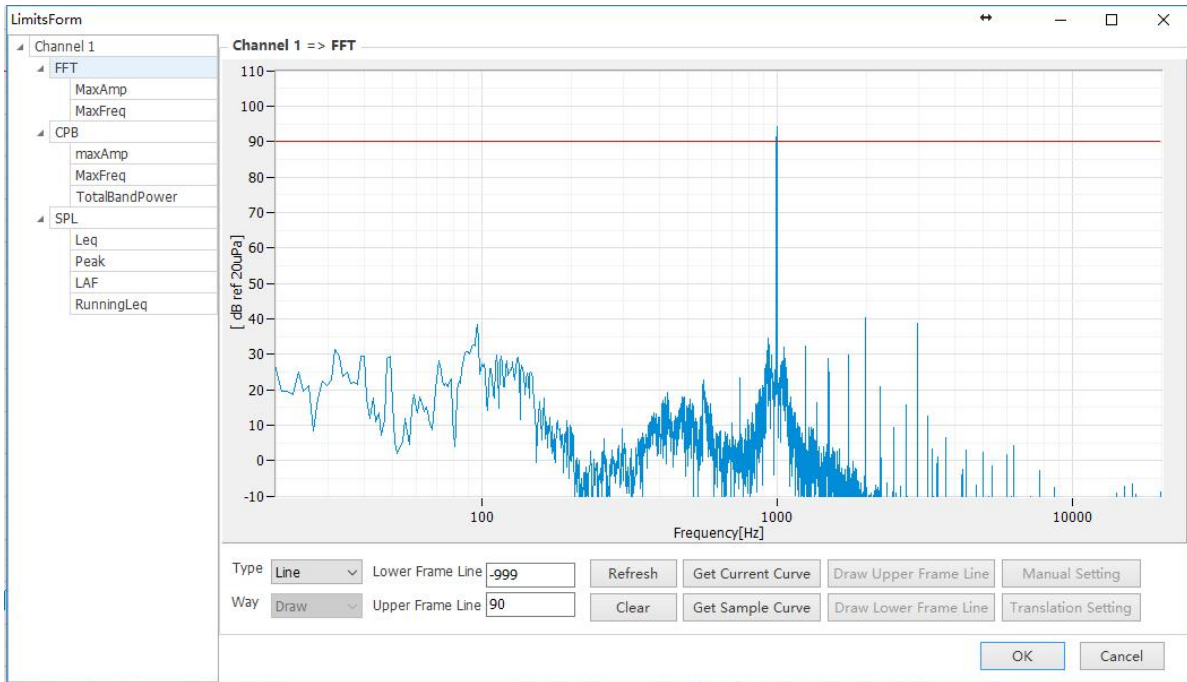 LimitsForm
Channel 1
FFT
MaxAmp
MaxFreq
CPB
maxAmp
MaxFreq
TotalBandPower
SPL
Leq
Peak
LAF
RunningLeq
Channel 1 => FFT
110
100
90
80
70
60
50
40
30
20
10
0
-10
[ dB ref 20uPa]
100
1000
10000
Frequency[Hz]
Type Line Lower Frame Line -999 Refresh Get Current Curve Draw Upper Frame Line Manual Setting
Way Draw Upper Frame Line 90 Clear Get Sample Curve Draw Lower Frame Line Translation Setting
OK Cancel